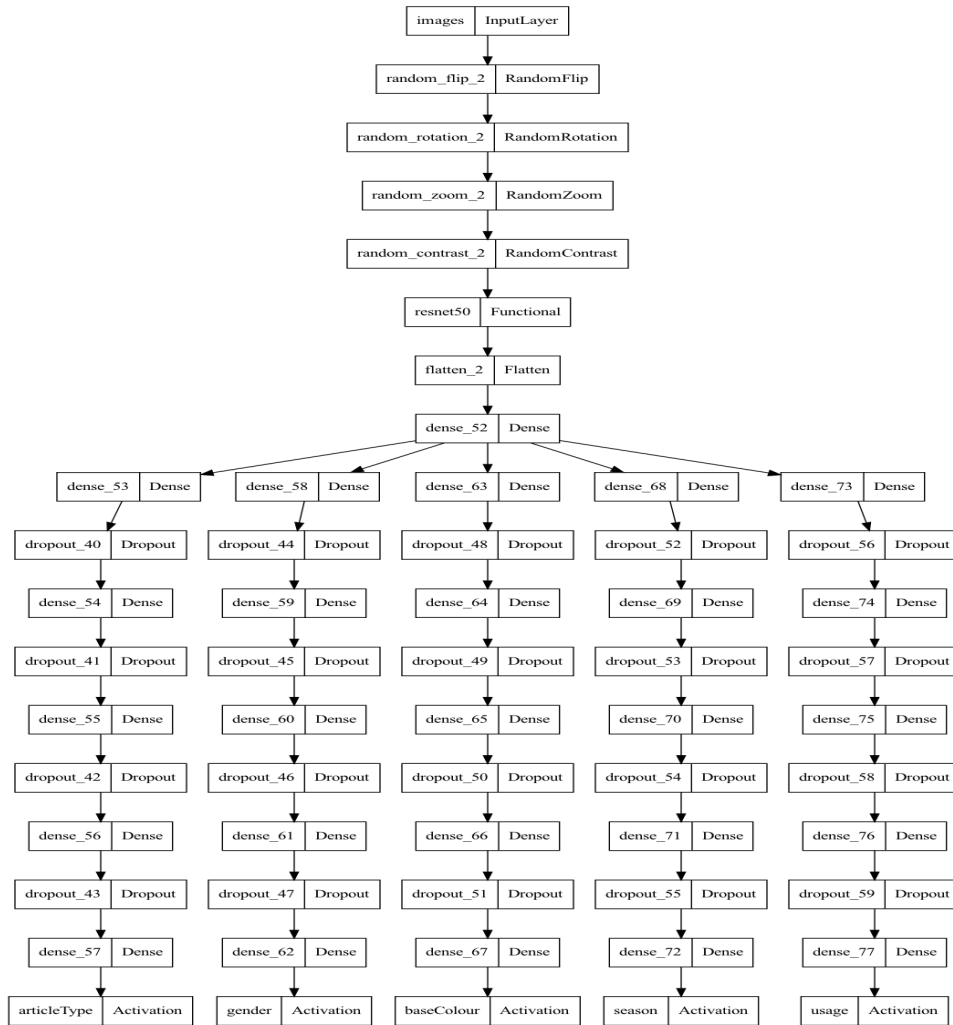 images InputLayer
random_flip_2 RandomFlip
random_rotation_2 RandomRotation
random_zoom_2 RandomZoom
random_contrast_2 RandomContrast
resnet50 Functional
flatten_2 Flatten
dense_52 Dense
dense_53 Dense dense_58 Dense dense_63 Dense dense_68 Dense dense_73 Dense
dropout_40 Dropout dropout_44 Dropout dropout_48 Dropout dropout_52 Dropout dropout_56 Dropout
dense_54 Dense dense_59 Dense dense_64 Dense dense_69 Dense dense_74 Dense
dropout_41 Dropout dropout_45 Dropout dropout_49 Dropout dropout_53 Dropout dropout_57 Dropout
dense_55 Dense dense_60 Dense dense_65 Dense dense_70 Dense dense_75 Dense
dropout_42 Dropout dropout_46 Dropout dropout_50 Dropout dropout_54 Dropout dropout_58 Dropout
dense_56 Dense dense_61 Dense dense_66 Dense dense_71 Dense dense_76 Dense
dropout_43 Dropout dropout_47 Dropout dropout_51 Dropout dropout_55 Dropout dropout_59 Dropout
dense_57 Dense dense_62 Dense dense_67 Dense dense_72 Dense dense_77 Dense
articleType Activation gender Activation baseColour Activation season Activation usage Activation